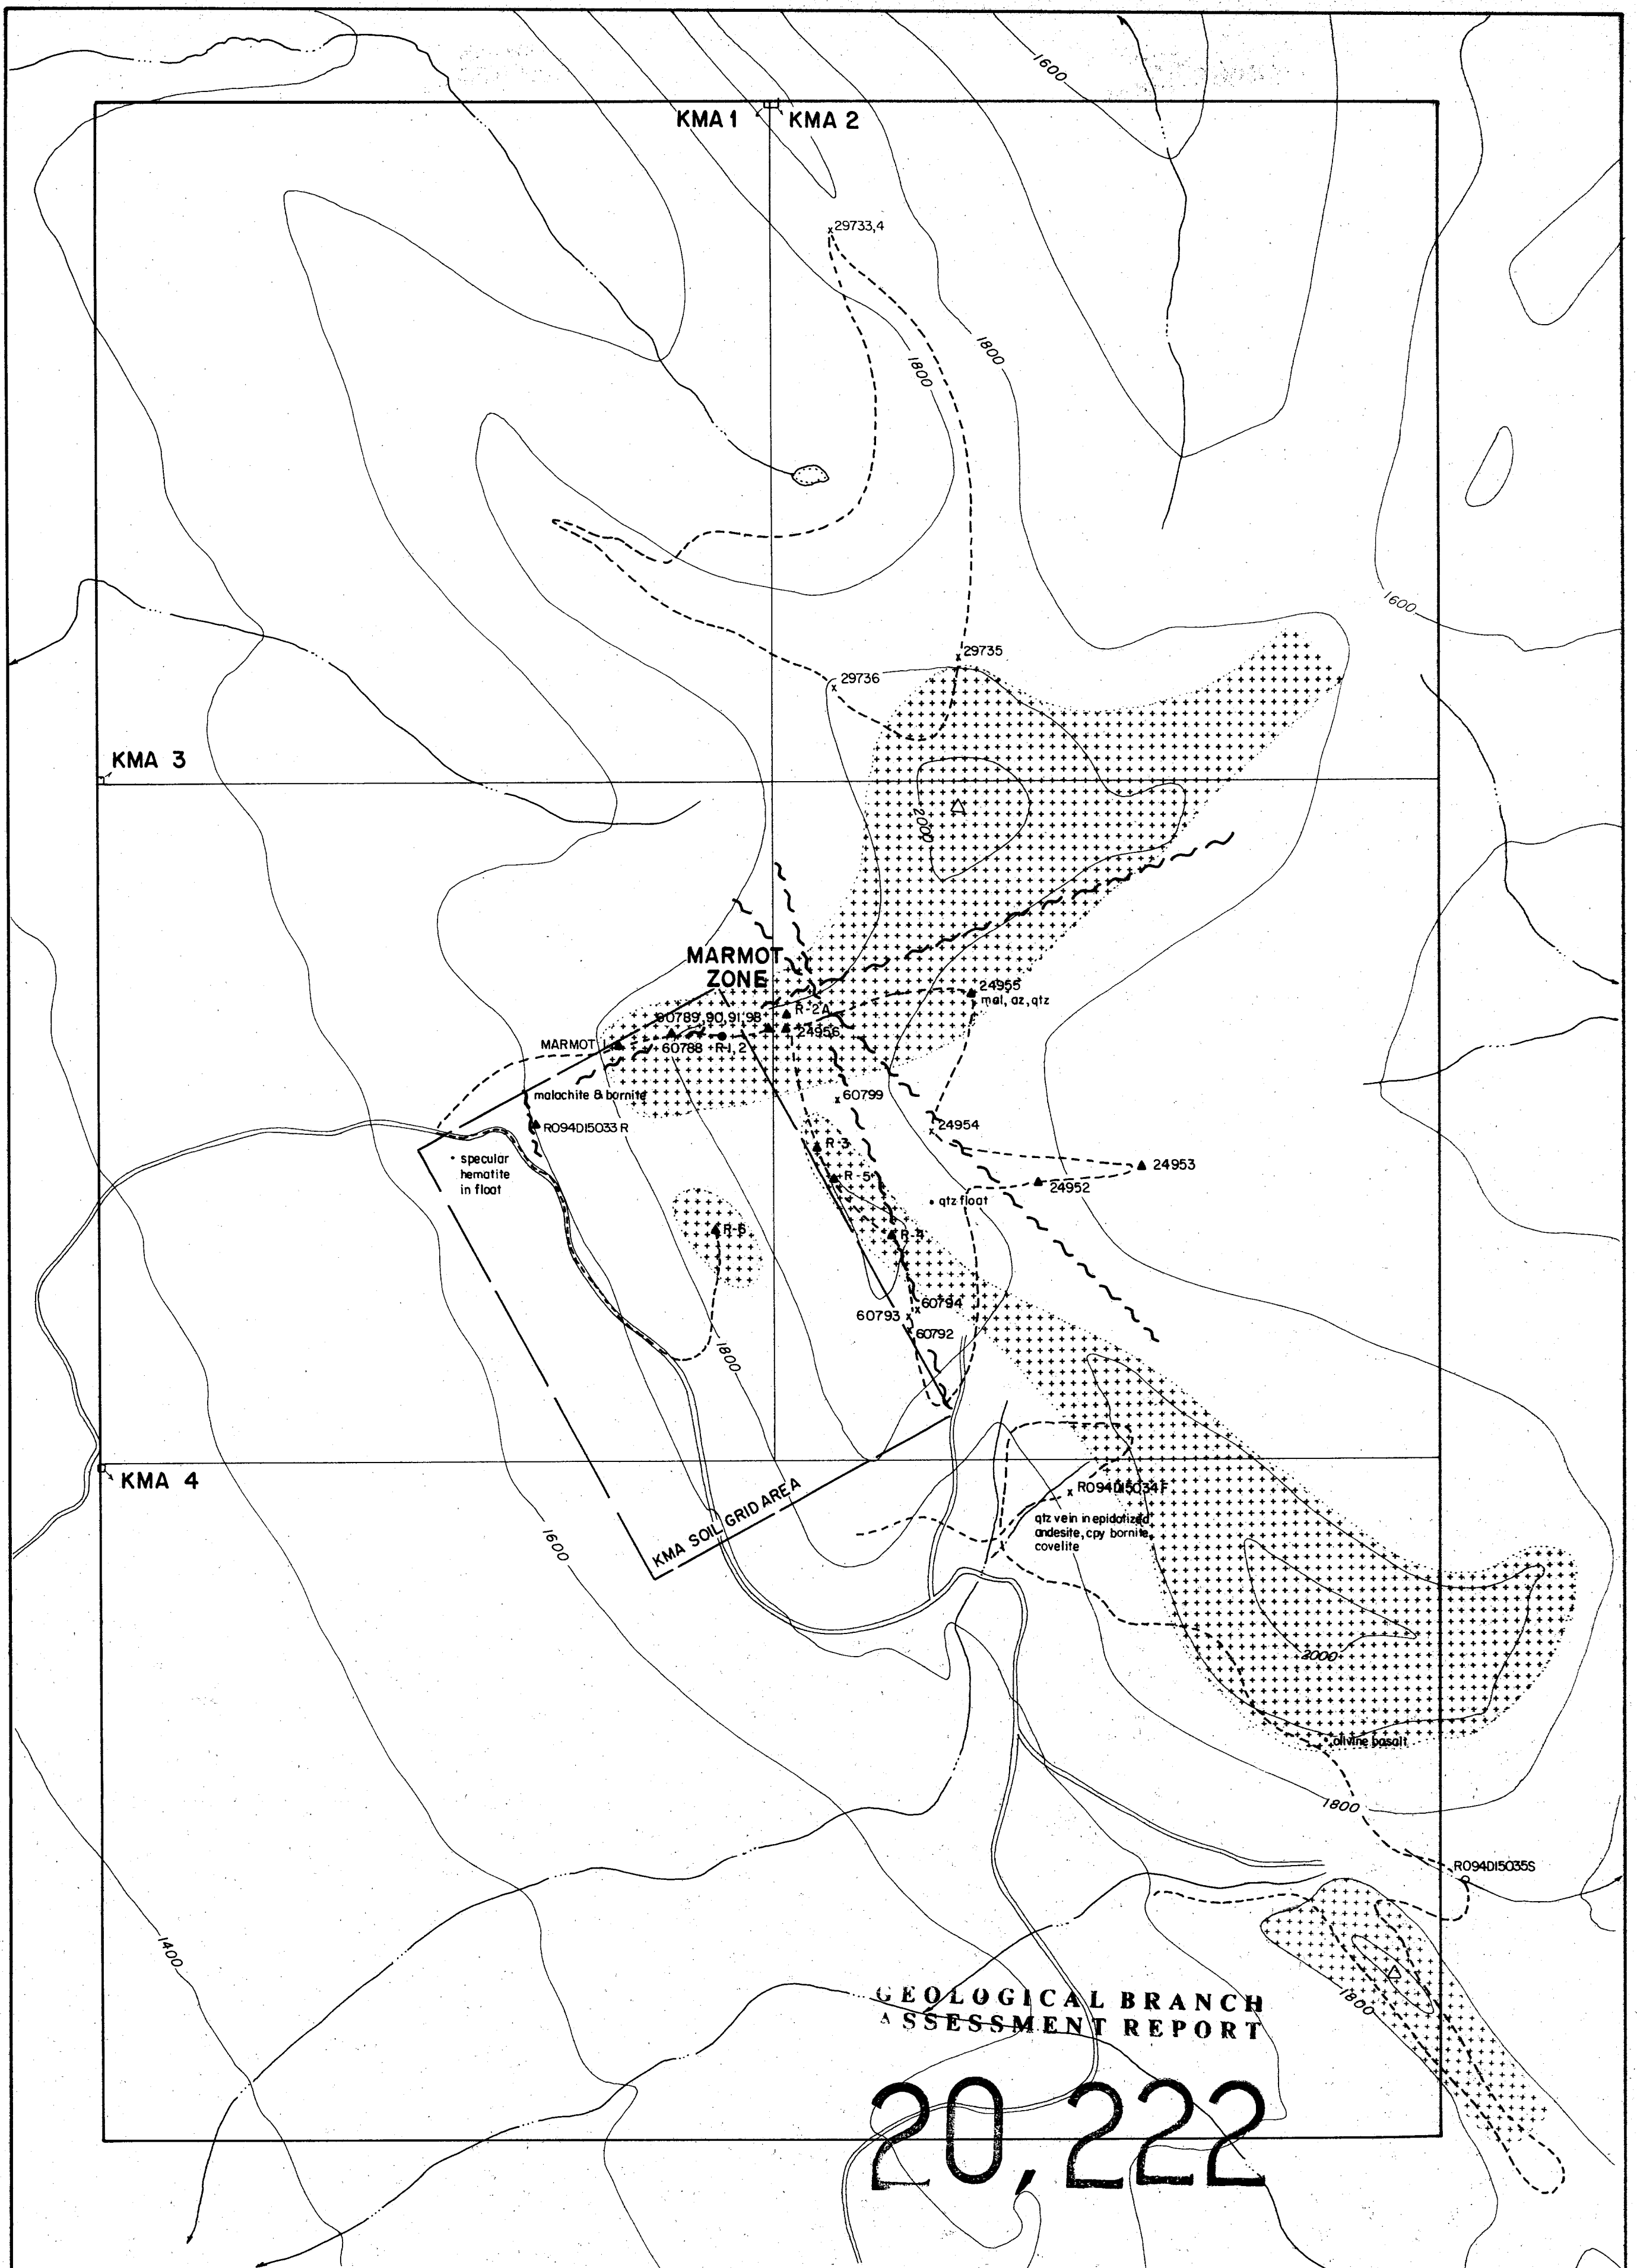 1600
KMA 1
KMA 2
29733,4
1800
1800
1600
29735
29736
KMA 3
2000
MARMOT
ZONE
24955
mal, az, qtz
R-2A
60789,90,91,98
24956
MARMOT 1
60788
R-1, 2
malachite & bornite
60799
24954
RO94D15033 R
R-3
specular
hematite
in float
24953
R-5
24952
qtz float
R-6
R-4
60794
60793
60792
1800
KMA 4
RO94D15034F
KMA SOIL GRID AREA
qtz vein in epidotized
andesite, cpy bornite,
covelite
1600
2000
olivine basalt
1800
RO94D15035S
1400
1800
GEOLOGICAL BRANCH
ASSESSMENT REPORT
20,222